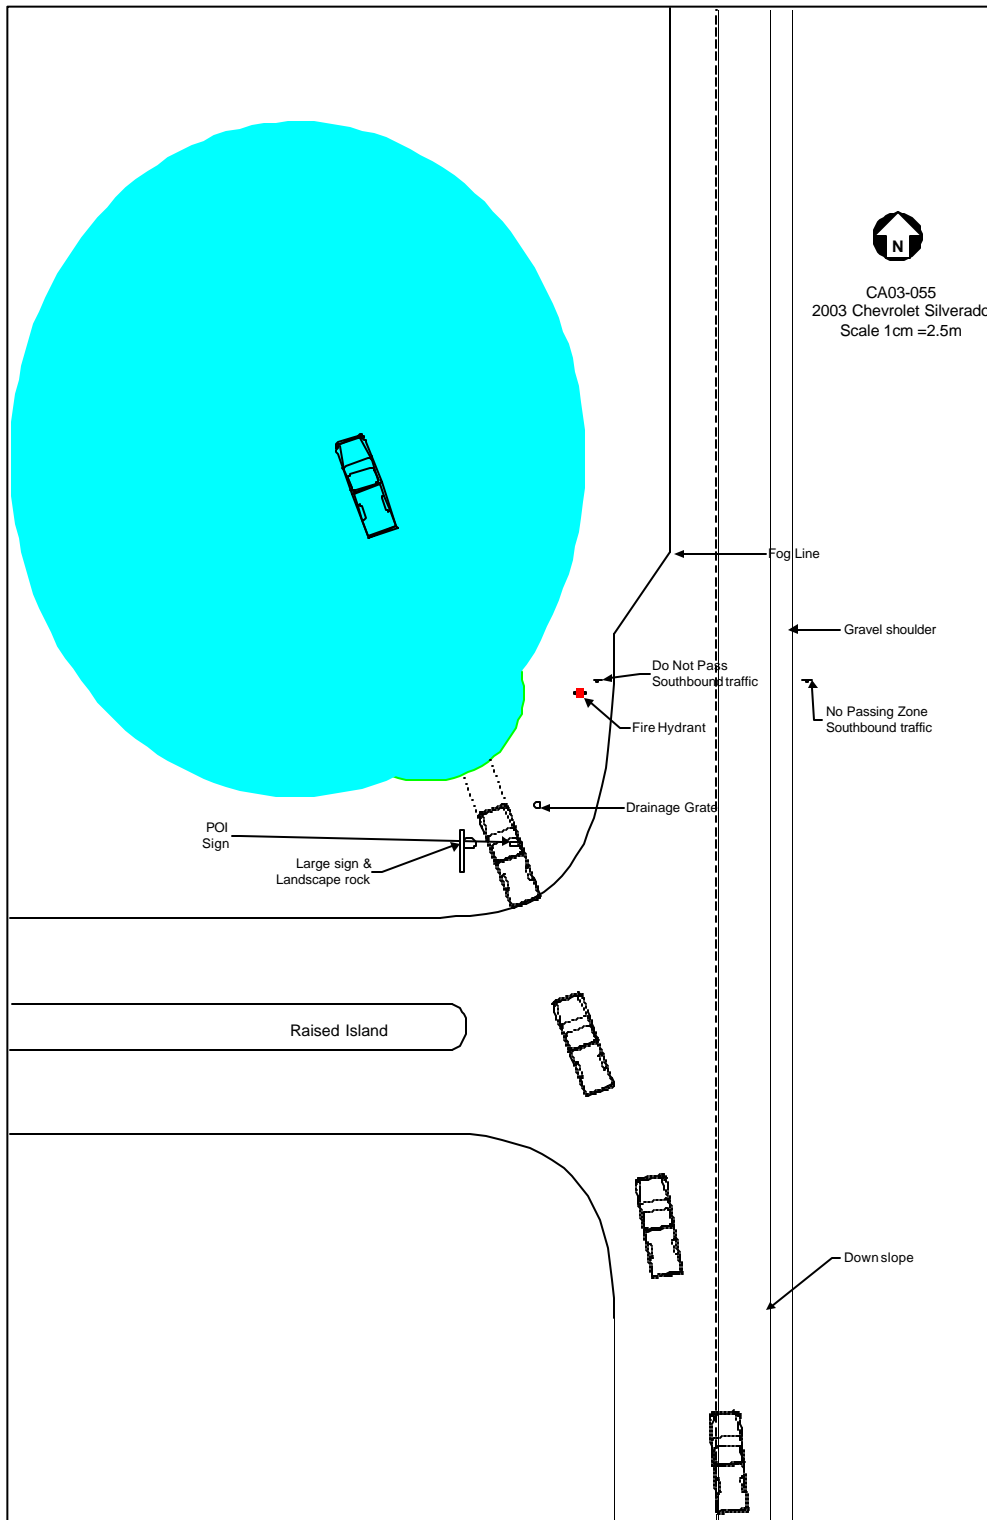 N
CA03-055
2003 Chevrolet Silverado
Scale 1cm =2.5m
Fog Line
Gravel shoulder
Do Not Pass
Southbound traffic
No Passing Zone
Southbound traffic
Fire Hydrant
Drainage Grate
POI
Sign
Large sign &
Landscape rock
Raised Island
Down slope